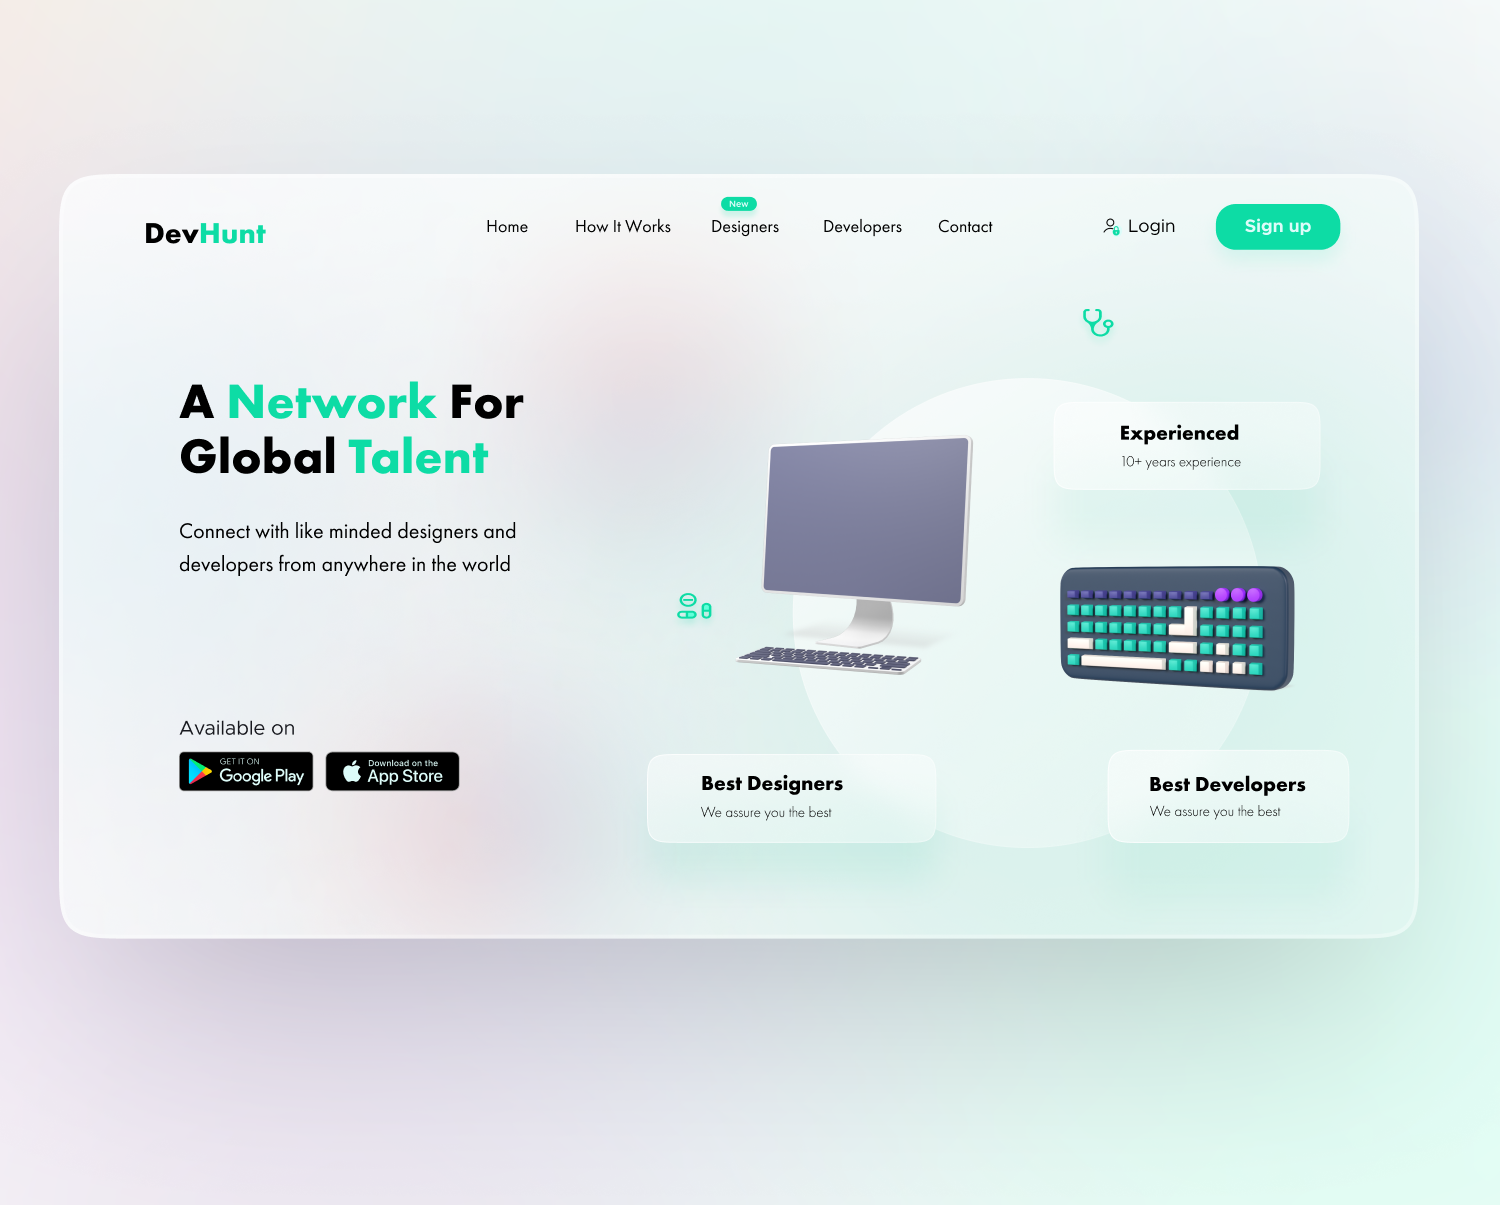 DevHunt
Home
How It Works
New
Designers
Developers
Contact
Login
Sign up
A Network For
Global Talent
Connect with like minded designers and
developers from anywhere in the world
Experienced
10+ years experience
Available on
GET IT ON
Google Play
Download on the
App Store
Best Designers
We assure you the best
Best Developers
We assure you the best